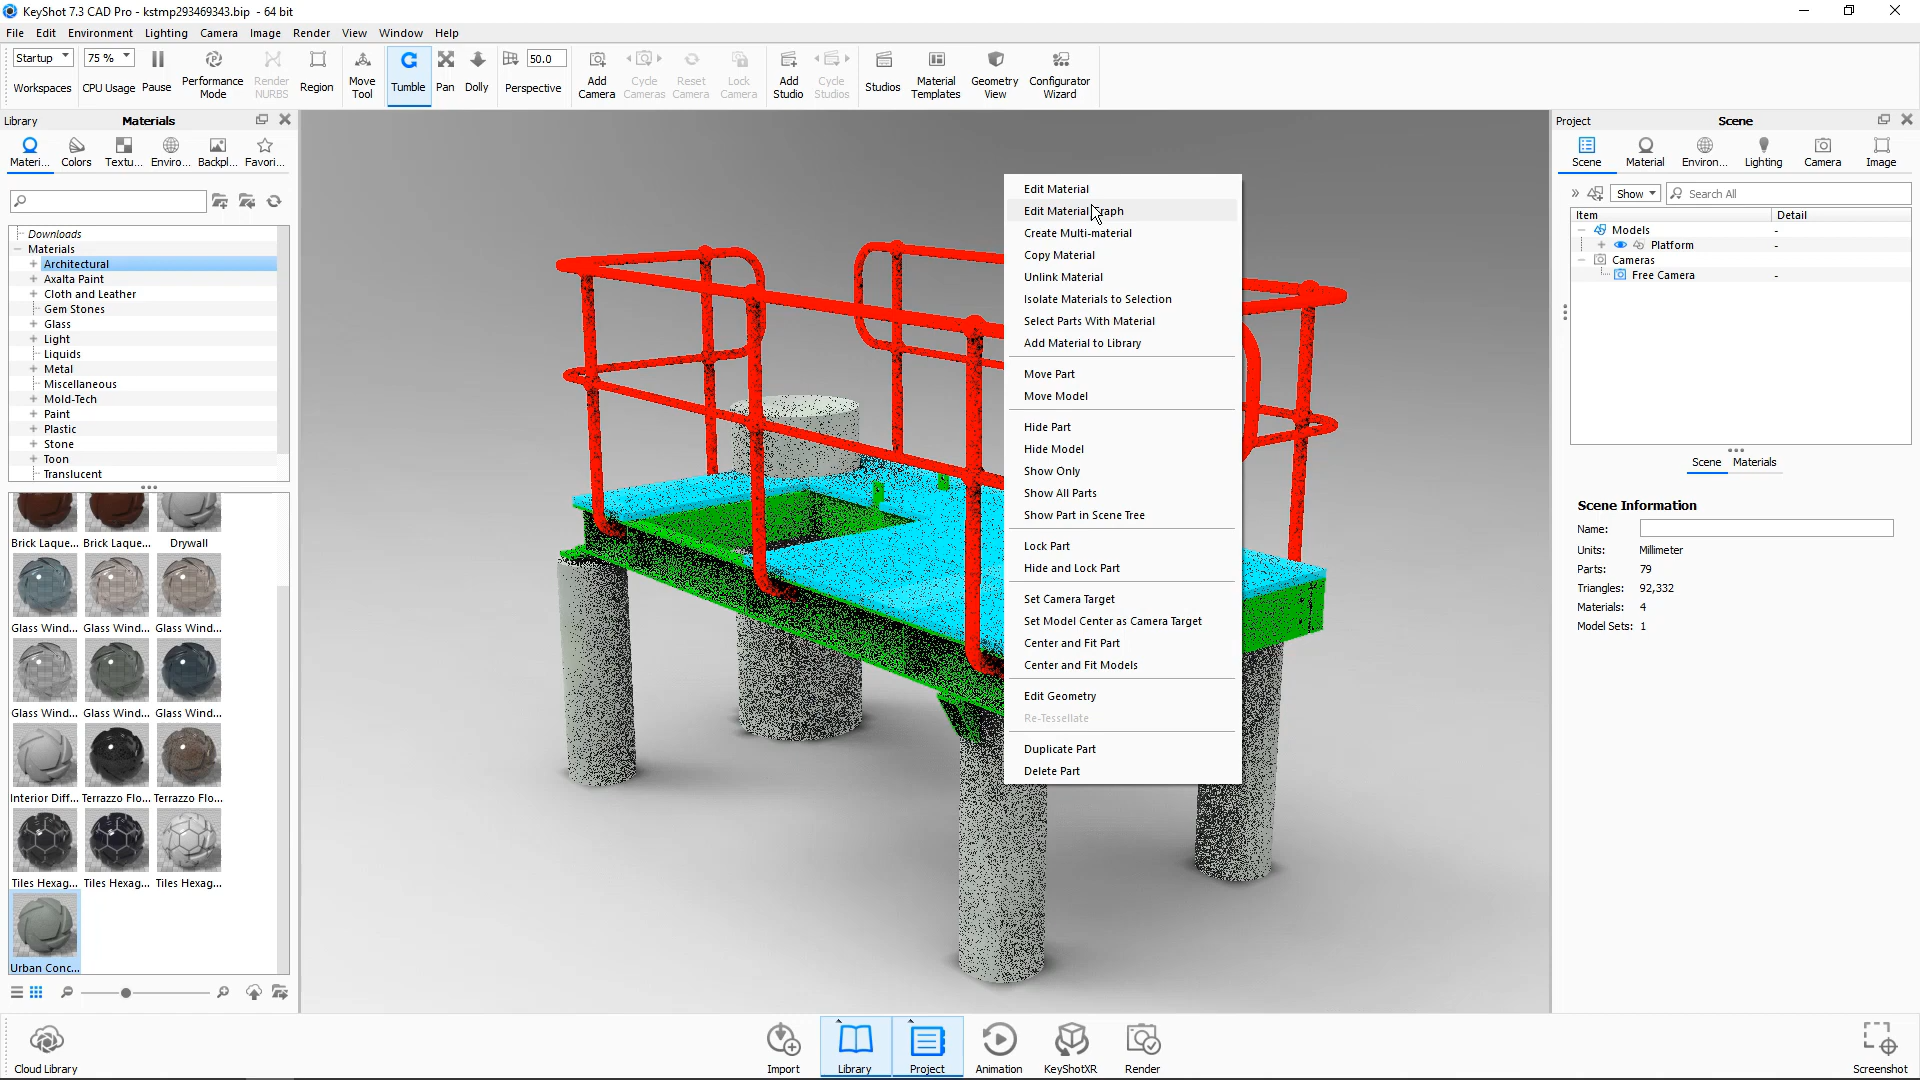 KeyShot 7.3 CAD Pro - kstmp293469343.bip - 64 bit
File Edit Environment Lighting Camera Image Render View Window Help
Startup
Workspaces
75 %
CPU Usage
Pause
Performance
Mode
Render
NURBS
Region
Move
Tool
Tumble
Pan
Dolly
50.0
Perspective
Add
Camera
Cycle
Cameras
Reset
Camera
Lock
Camera
Add
Studio
Cycle
Studios
Studios
Material
Templates
Geometry
View
Configurator
Wizard
Library
Materials
Materi... Colors Textu... Enviro... Backpl... Favori...
Downloads
Materials
Architectural
Axalta Paint
Cloth and Leather
Gem Stones
Glass
Light
Liquids
Metal
Miscellaneous
Mold-Tech
Paint
Plastic
Stone
Toon
Translucent
Brick Laque... Brick Laque... Drywall
Glass Wind... Glass Wind... Glass Wind...
Glass Wind... Glass Wind... Glass Wind...
Interior Diff... Terrazzo Flo... Terrazzo Flo...
Tiles Hexag... Tiles Hexag... Tiles Hexag...
Urban Conc...
Edit Material
Edit Material raph
Create Multi-material
Copy Material
Unlink Material
Isolate Materials to Selection
Select Parts With Material
Add Material to Library
Move Part
Move Model
Hide Part
Hide Model
Show Only
Show All Parts
Show Part in Scene Tree
Lock Part
Hide and Lock Part
Set Camera Target
Set Model Center as Camera Target
Center and Fit Part
Center and Fit Models
Edit Geometry
Re-Tessellate
Duplicate Part
Delete Part
Project
Scene
Scene Material Environ... Lighting Camera Image
Show Search All
Item Detail
Models -
Platform -
Cameras
Free Camera -
Scene Materials
Scene Information
Name:
Units: Millimeter
Parts: 79
Triangles: 92,332
Materials: 4
Model Sets: 1
Cloud Library
Import
Library
Project
Animation
KeyShotXR
Render
Screenshot